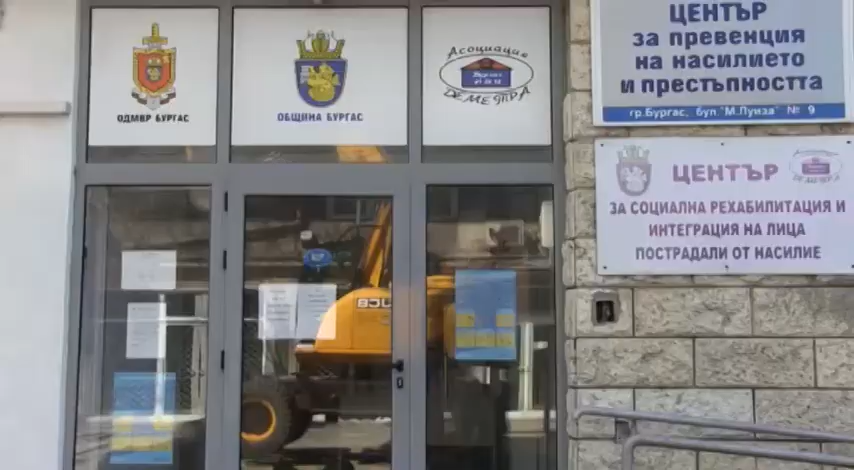 ОДМВР БУРГАС
ОБЩИНА БУРГАС
Асоциация
ДЕМЕТРА
ЦЕНТЪР
за превенция
на насилието
и престъпността
гр.Бургас, бул "М.Луиза" № 9
ЦЕНТЪР
ЗА СОЦИАЛНА РЕХАБИЛИТАЦИЯ И
ИНТЕГРАЦИЯ НА ЛИЦА
ПОСТРАДАЛИ ОТ НАСИЛИЕ
JCB